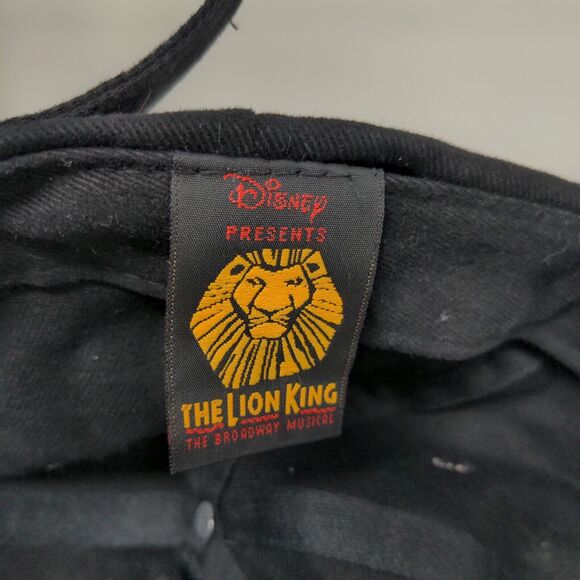 DISNEY
PRESENTS
THE LION KING
THE BROADWAY MUSICAL